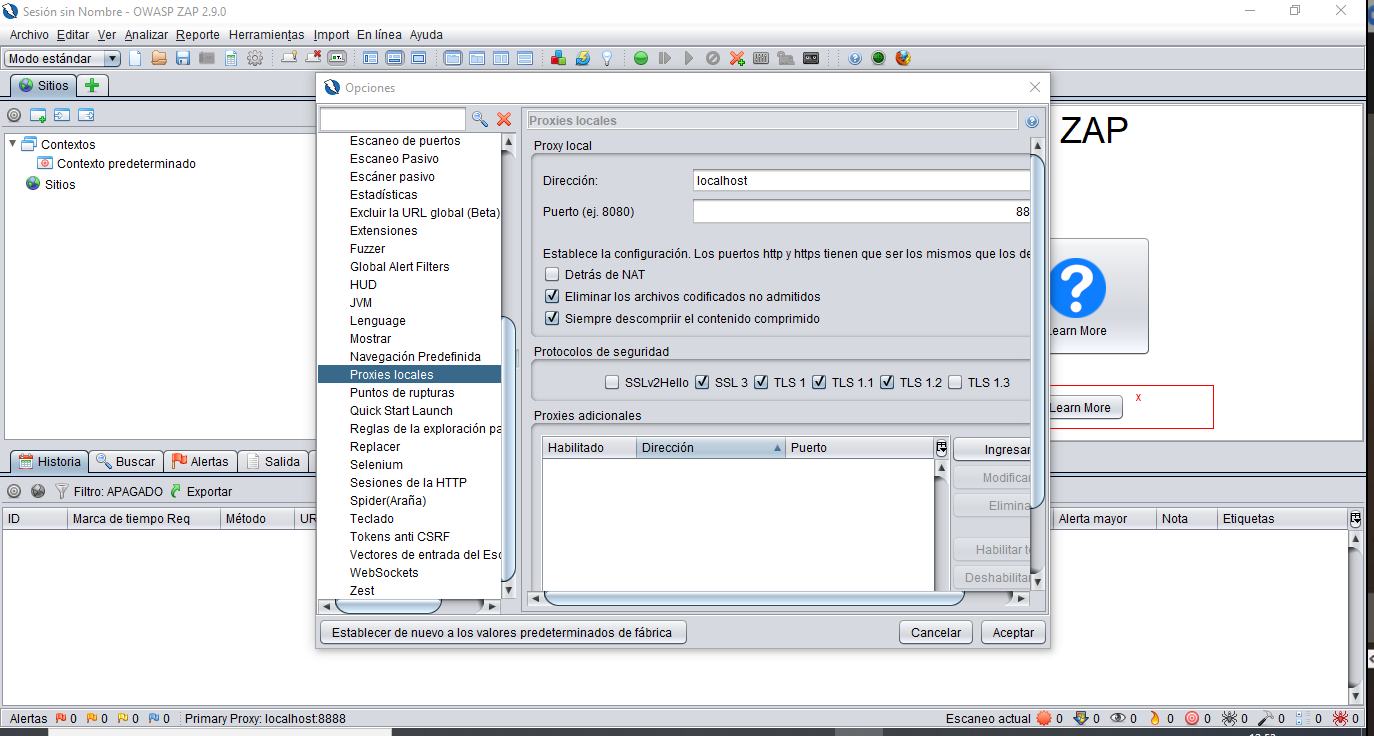 Sesión sin Nombre - OWASP ZAP 2.9.0
Archivo Editar Ver Analizar Reporte Herramientas Import En línea Ayuda
Modo estándar
Sitios
Contextos
Contexto predeterminado
Sitios
Opciones
Escaneo de puertos
Escaneo Pasivo
Escáner pasivo
Estadísticas
Excluir la URL global (Beta)
Extensiones
Fuzzer
Global Alert Filters
HUD
JVM
Lenguage
Mostrar
Navegación Predefinida
Proxies locales
Puntos de rupturas
Quick Start Launch
Reglas de la exploración pa
Replacer
Selenium
Sesiones de la HTTP
Spider(Araña)
Teclado
Tokens anti CSRF
Vectores de entrada del Esc
WebSockets
Zest
Proxies locales
Proxy local
Dirección: localhost
Puerto (ej. 8080) 88
Establece la configuración. Los puertos http y https tienen que ser los mismos que los de
Detrás de NAT
Eliminar los archivos codificados no admitidos
Siempre descompriir el contenido comprimido
Protocolos de seguridad
SSLv2Hello SSL 3 TLS 1 TLS 1.1 TLS 1.2 TLS 1.3
Proxies adicionales
Habilitado Dirección Puerto
Ingresar
Modificar
Elimina
Habilitar t
Deshabilitar
Establecer de nuevo a los valores predeterminados de fábrica Cancelar Aceptar
ZAP
earn More
Learn More x
Historia Buscar Alertas Salida
Filtro: APAGADO Exportar
ID Marca de tiempo Req Método UR Alerta mayor Nota Etiquetas
Alertas 0 0 0 0 Primary Proxy: localhost:8888 Escaneo actual 0 0 0 0 0 0 0 0 0